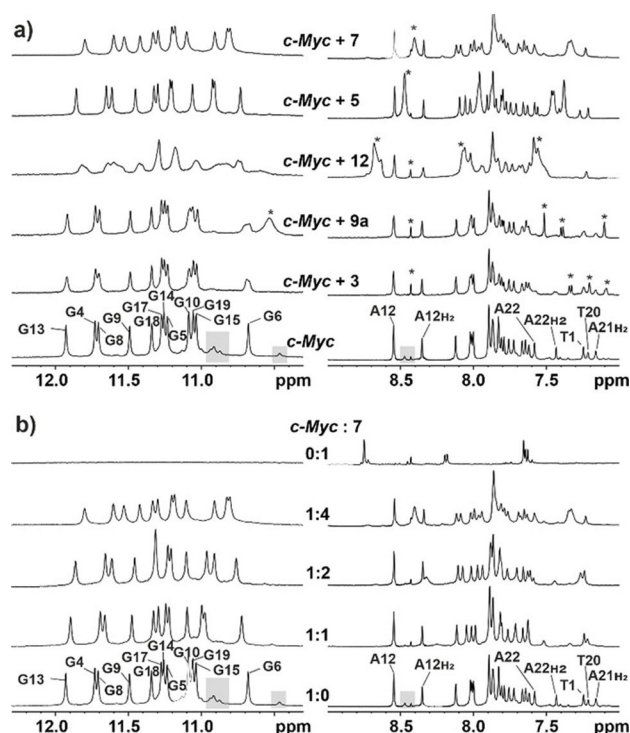 a)
c-Myc + 7
*
c-Myc + 5
*
c-Myc + 12
* * * *
c-Myc + 9a
* * * * *
c-Myc + 3
* * * *
G13 G4 G8 G9 G18 G17 G14 G5 G10 G19 G15 G6
c-Myc
A12 A12H2 A22 A22H2 T1 T20 A21H2
12.0 11.5 11.0 ppm 8.5 8.0 7.5 ppm
b)
c-Myc : 7
0:1
1:4
1:2
1:1
G13 G4 G8 G9 G18 G17 G14 G5 G10 G19 G15 G6
1:0
A12 A12H2 A22 A22H2 T1 T20 A21H2
12.0 11.5 11.0 ppm 8.5 8.0 7.5 ppm